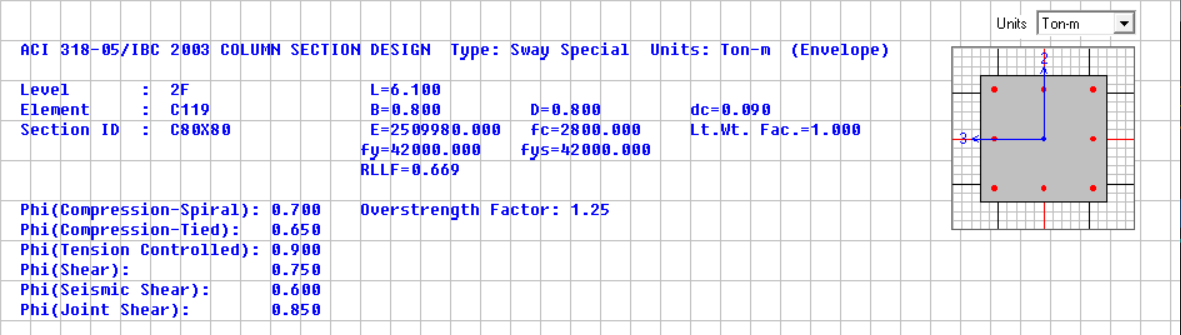 Units Ton-m
ACI 318-05/IBC 2003 COLUMN SECTION DESIGN Type: Sway Special Units: Ton-m (Envelope)
Level : 2F L=6.100
Element : C119 B=0.800 D=0.800 dc=0.090
Section ID : C80X80 E=2509980.000 fc=2800.000 Lt.Wt. Fac.=1.000
fy=42000.000 fys=42000.000
RLLF=0.669
Phi(Compression-Spiral): 0.700 Overstrength Factor: 1.25
Phi(Compression-Tied): 0.650
Phi(Tension Controlled): 0.900
Phi(Shear): 0.750
Phi(Seismic Shear): 0.600
Phi(Joint Shear): 0.850
2
3